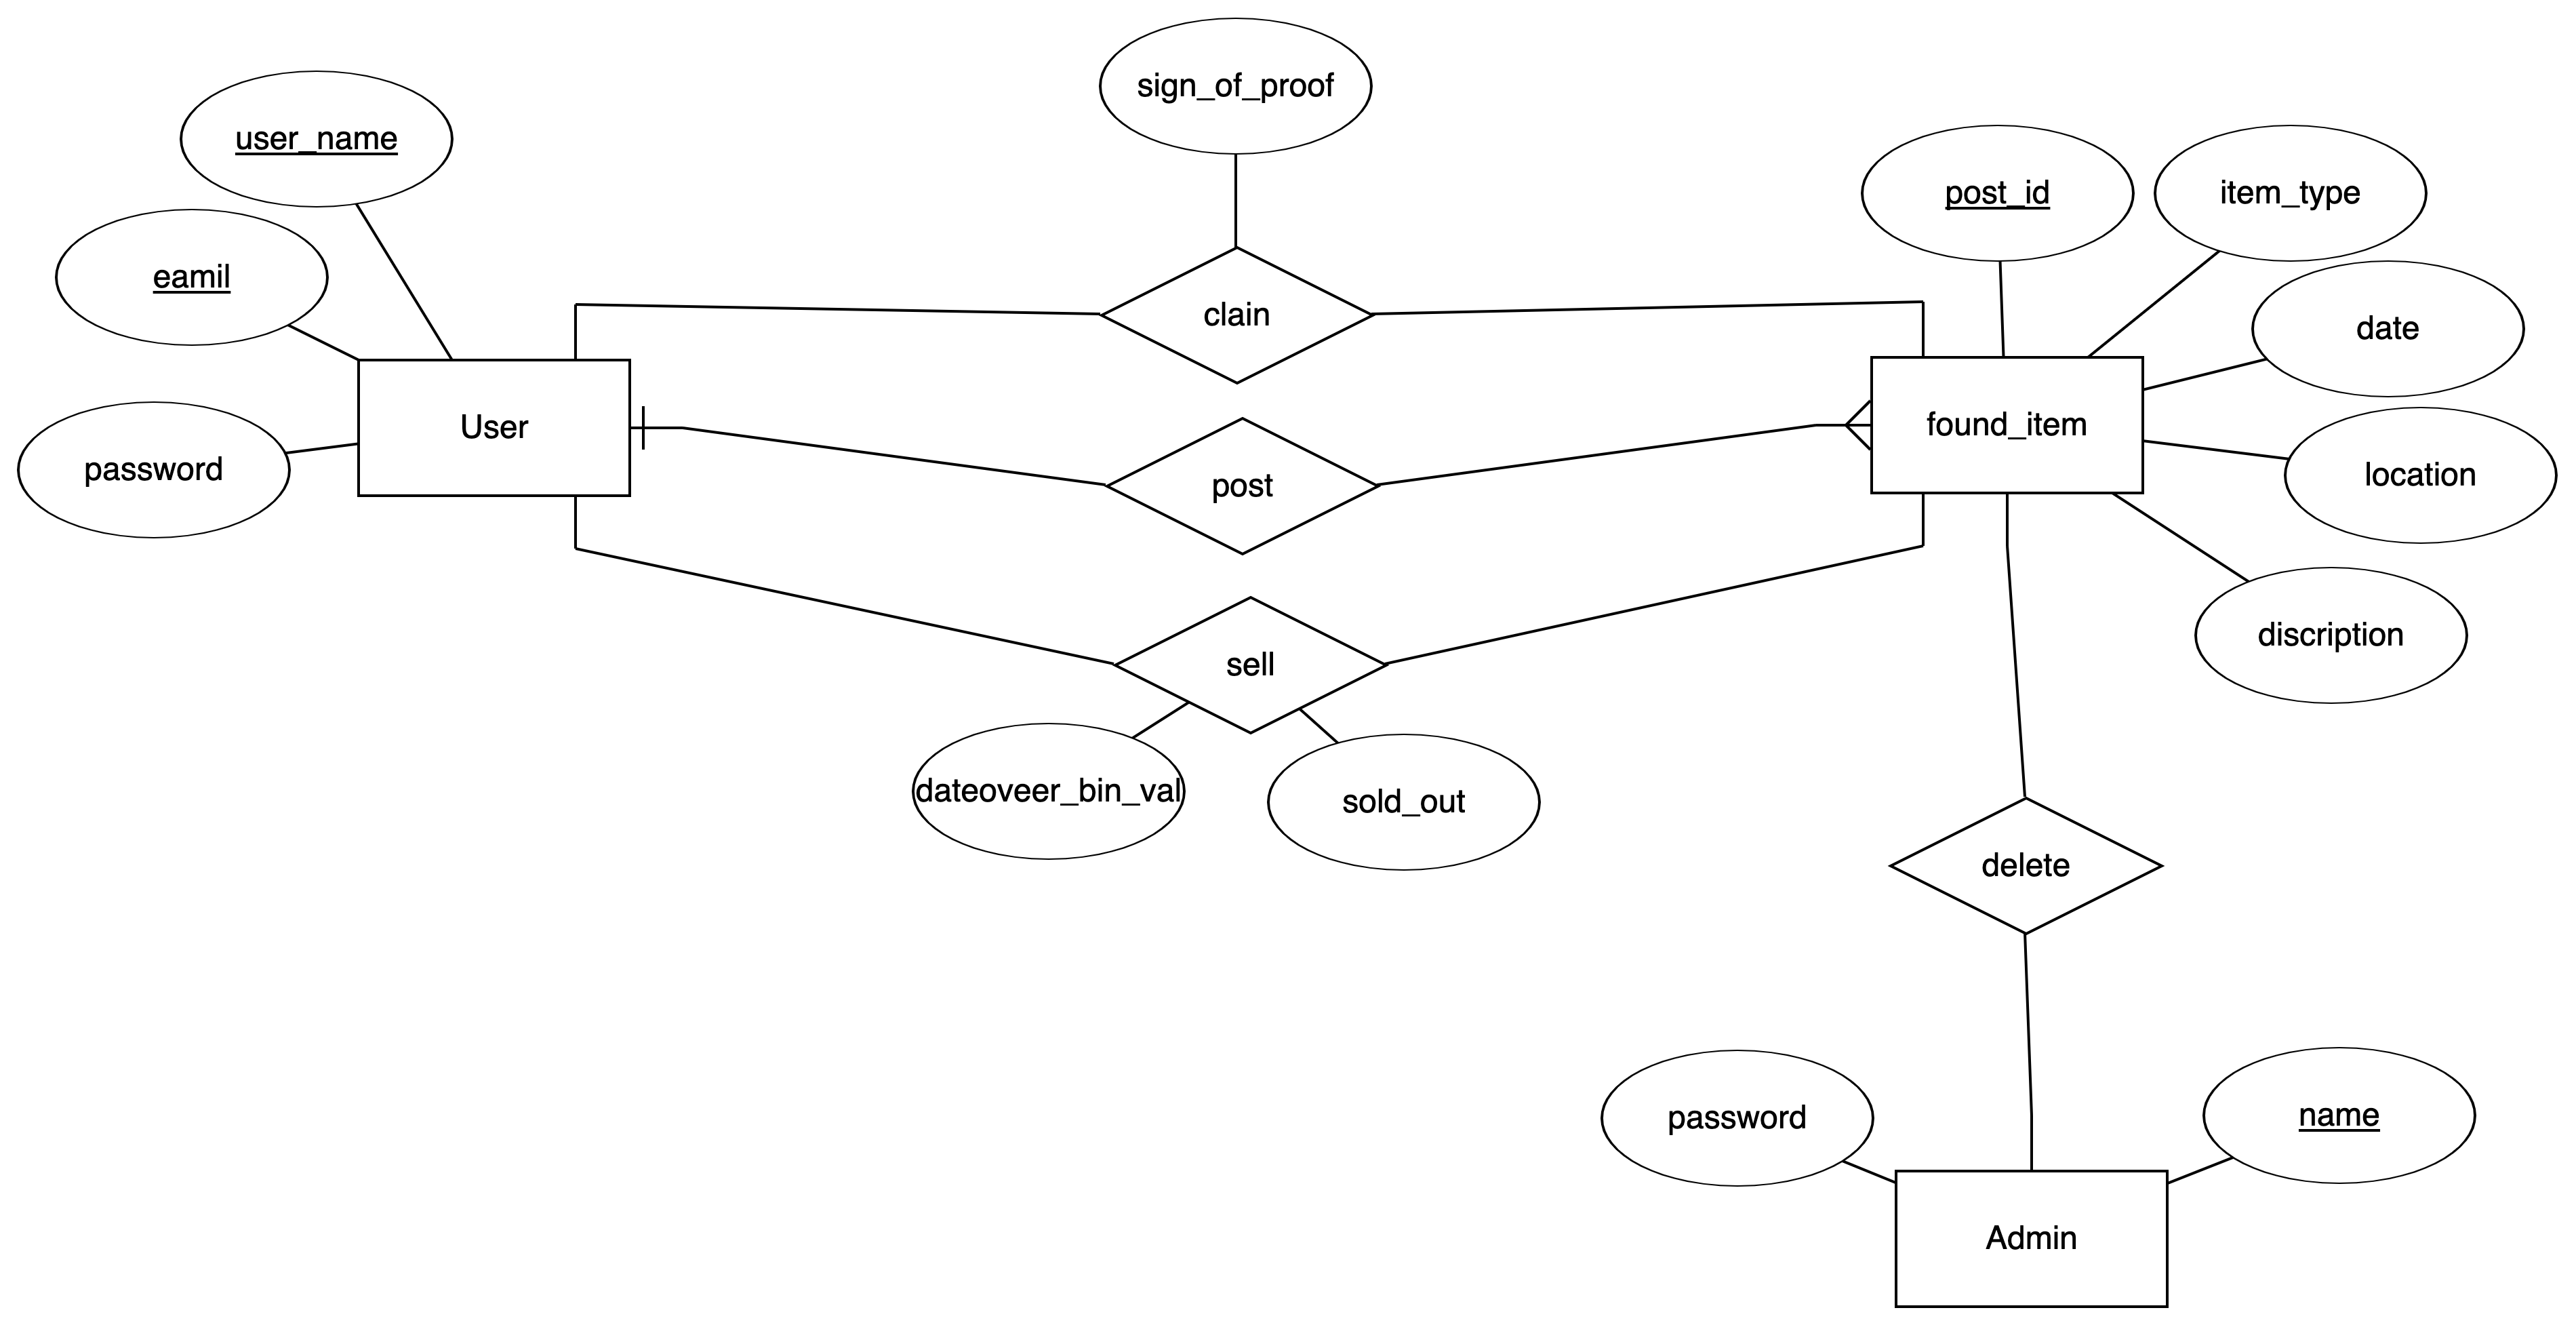 sign_of_proof
user_name
post_id
item_type
eamil
clain
date
User
found_item
password
post
location
discription
sell
dateoveer_bin_val
sold_out
delete
password
name
Admin